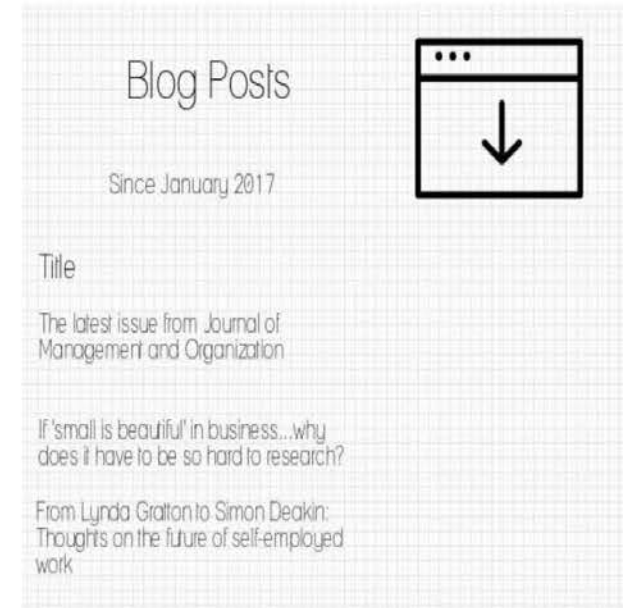 Blog Posts
Since January 2017
Title
The latest issue from Journal of
Management and Organization
If 'small is beautiful' in business...why
does it have to be so hard to research?
From Lynda Gratton to Simon Deakin:
Thoughts on the future of self-employed
work